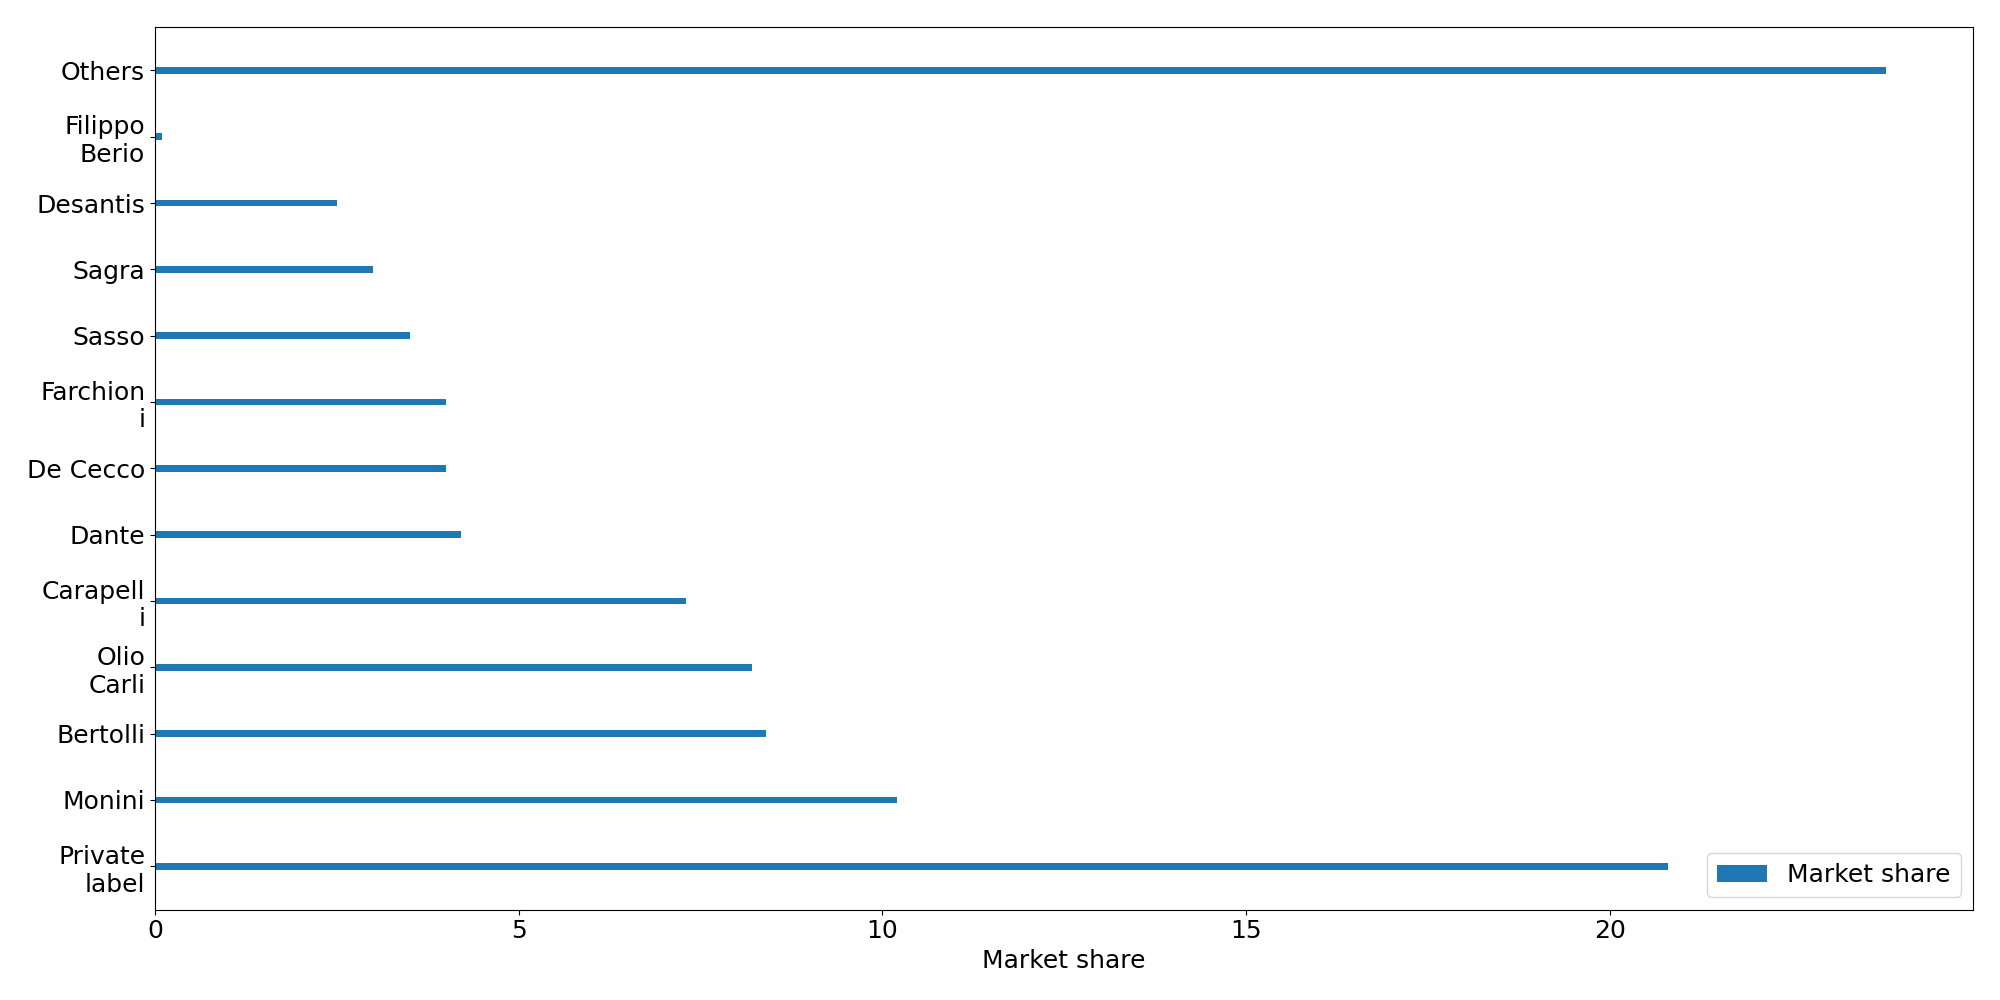 Others
Filippo
Berio
Desantis
Sagra
Sasso
Farchion
i
De Cecco
Dante
Carapell
i
Olio
Carli
Bertolli
Monini
Private
label
Market share
0 5 10 15 20
Market share